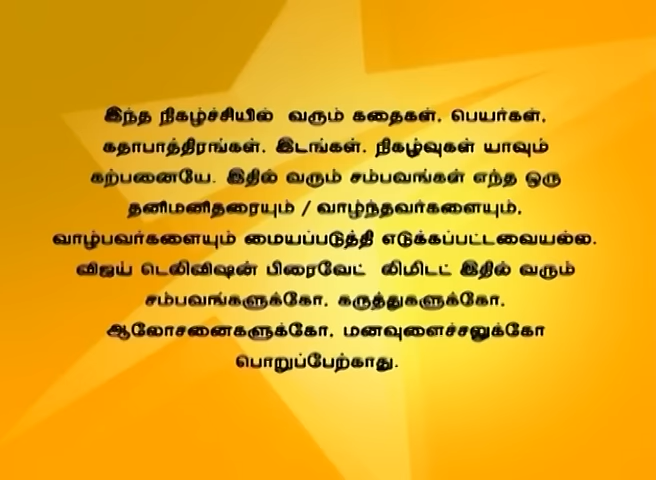 இந்த நிகழ்ச்சியில் வரும் கதைகள், பெயர்கள்,
கதாபாத்திரங்கள், இடங்கள், நிகழ்வுகள் யாவும்
கற்பனையே. இதில் வரும் சம்பவங்கள் எந்த ஒரு
தனிமனிதரையும் / வாழ்ந்தவர்களையும்,
வாழ்பவர்களையும் மையப்படுத்தி எடுக்கப்பட்டவையல்ல.
விஜய் டெலிவிஷன் பிரைவேட் லிமிடட் இதில் வரும்
சம்பவங்களுக்கோ, கருத்துகளுக்கோ,
ஆலோசனைகளுக்கோ, மனவுளைச்சலுக்கோ
பொறுப்பேற்காது.